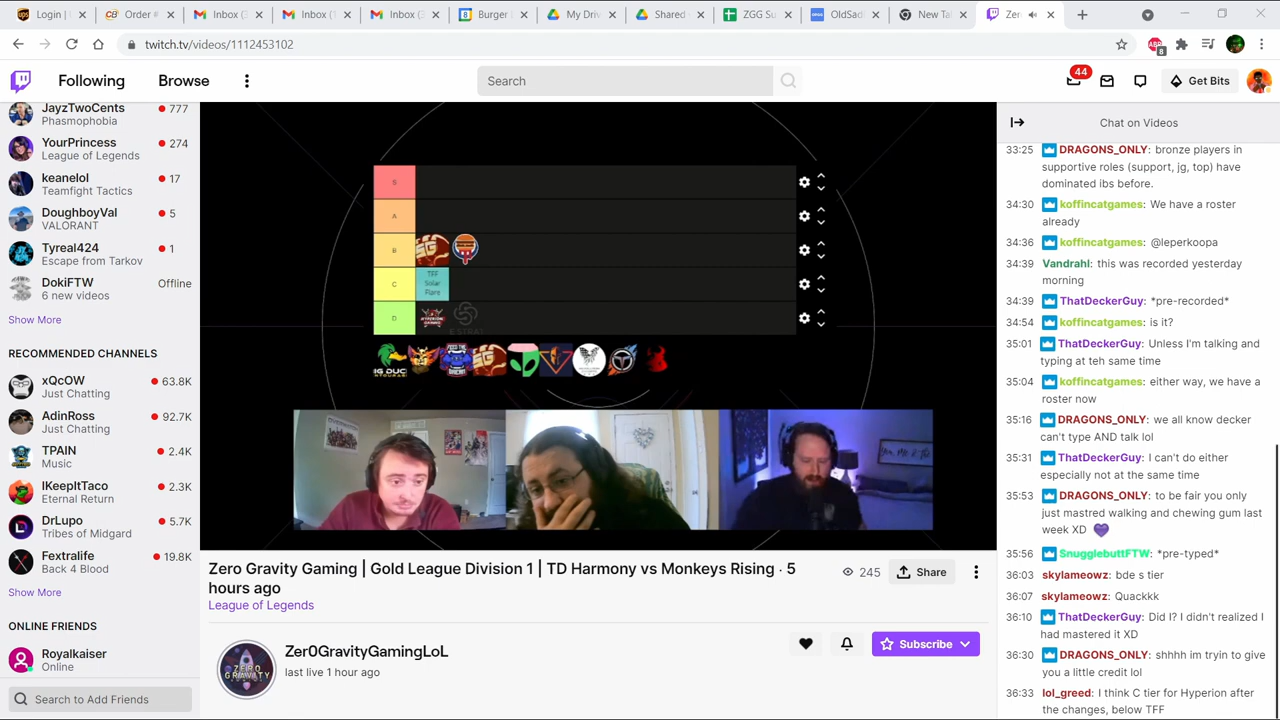 Login |
Order #
Inbox (
Inbox (
Inbox (
Burger
My Driv
Shared
ZGG Su
OldSadl
New Tal
Zer
twitch.tv/videos/1112453102
8
Following
Browse
Search
44
Get Bits
JayzTwoCents
777
Phasmophobia
YourPrincess
274
League of Legends
keanelol
17
Teamfight Tactics
DoughboyVal
5
VALORANT
Tyreal424
1
Escape from Tarkov
DokiFTW
Offline
6 new videos
Show More
RECOMMENDED CHANNELS
xQcOW
63.8K
Just Chatting
AdinRoss
92.7K
Just Chatting
TPAIN
2.4K
Music
IKeepItTaco
2.3K
Eternal Return
DrLupo
5.7K
Tribes of Midgard
Fextralife
19.8K
Back 4 Blood
Show More
ONLINE FRIENDS
Royalkaiser
Online
Search to Add Friends
S
A
B
C
TFF
Solar
Flare
D
HYPERION
E STRAT
Zero Gravity Gaming | Gold League Division 1 | TD Harmony vs Monkeys Rising · 5
hours ago
League of Legends
245
Share
ZERO
GRAVITY
Zer0GravityGamingLoL
last live 1 hour ago
Subscribe
Chat on Videos
33:25 DRAGONS_ONLY: bronze players in
supportive roles (support, jg, top) have
dominated ibs before.
34:30 koffincatgames: We have a roster
already
34:36 koffincatgames: @leperkoopa
34:39 Vandrahl: this was recorded yesterday
morning
34:39 ThatDeckerGuy: *pre-recorded*
34:54 koffincatgames: is it?
35:01 ThatDeckerGuy: Unless I'm talking and
typing at teh same time
35:04 koffincatgames: either way, we have a
roster now
35:16 DRAGONS_ONLY: we all know decker
can't type AND talk lol
35:31 ThatDeckerGuy: I can't do either
especially not at the same time
35:53 DRAGONS_ONLY: to be fair you only
just mastred walking and chewing gum last
week XD
35:56 SnugglebuttFTW: *pre-typed*
36:03 skylameowz: bde s tier
36:07 skylameowz: Quackkk
36:10 ThatDeckerGuy: Did I? I didn't realized I
had mastered it XD
36:30 DRAGONS_ONLY: shhhh im tryin to give
you a little credit lol
36:33 lol_greed: I think C tier for Hyperion after
the changes, below TFF